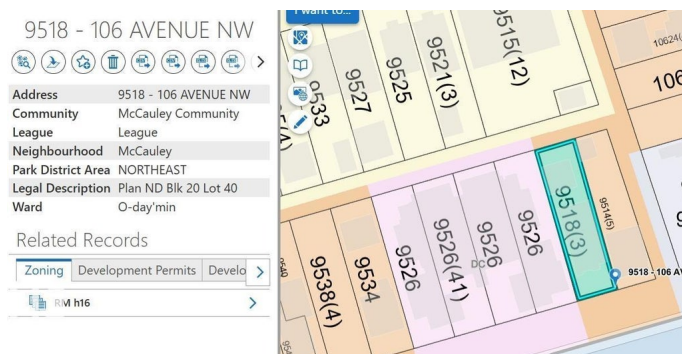 9518 - 106 AVENUE NW
Address 9518 - 106 AVENUE NW
Community McCauley Community
League League
Neighbourhood McCauley
Park District Area NORTHEAST
Legal Description Plan ND Blk 20 Lot 40
Ward O-day'min
Related Records
Zoning Development Permits Develo
RM h16
I want to...
9533
9527
9525
9521(3)
9515(12)
10624(
106
9540
9538(4)
9534
9526
9526(41)
DC
9526
9526
9518(3)
9514(5)
9518 - 106 AV